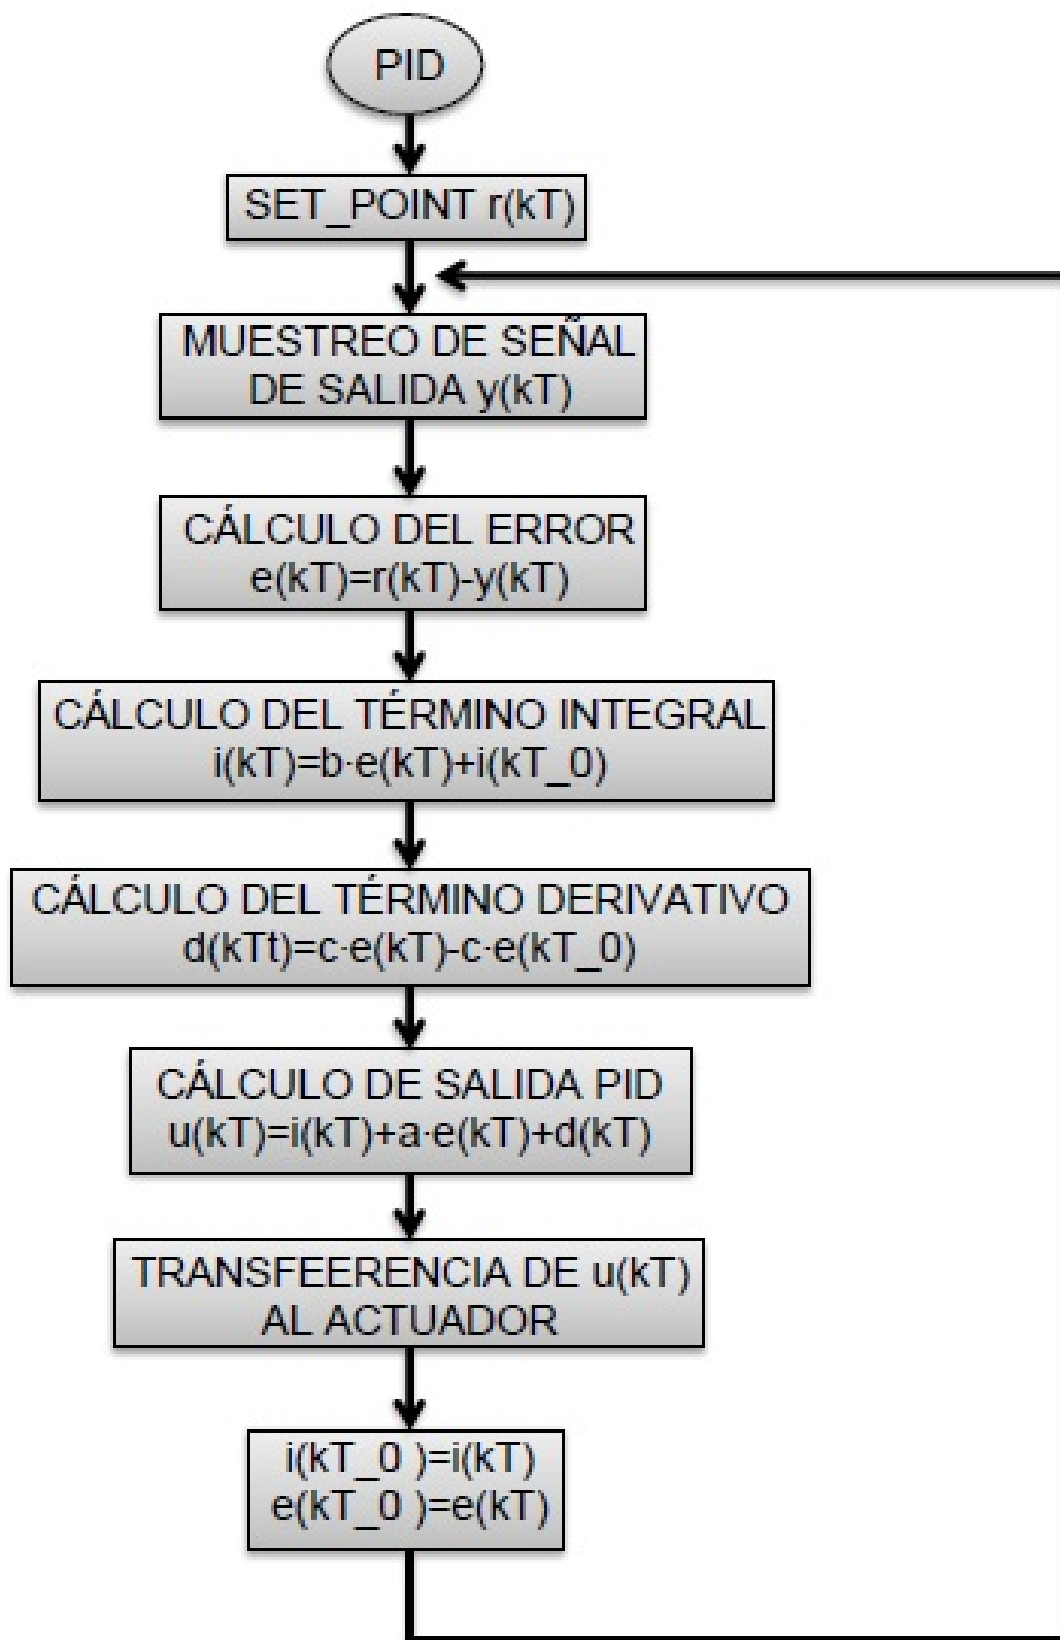 PID
SET_POINT r(kT)
MUESTREO DE SEÑAL
DE SALIDA y(kT)
CÁLCULO DEL ERROR
e(kT)=r(kT)-y(kT)
CÁLCULO DEL TÉRMINO INTEGRAL
i(kT)=b·e(kT)+i(kT_0)
CÁLCULO DEL TÉRMINO DERIVATIVO
d(kTt)=c·e(kT)-c·e(kT_0)
CÁLCULO DE SALIDA PID
u(kT)=i(kT)+a·e(kT)+d(kT)
TRANSFEERENCIA DE u(kT)
AL ACTUADOR
i(kT_0 )=i(kT)
e(kT_0 )=e(kT)